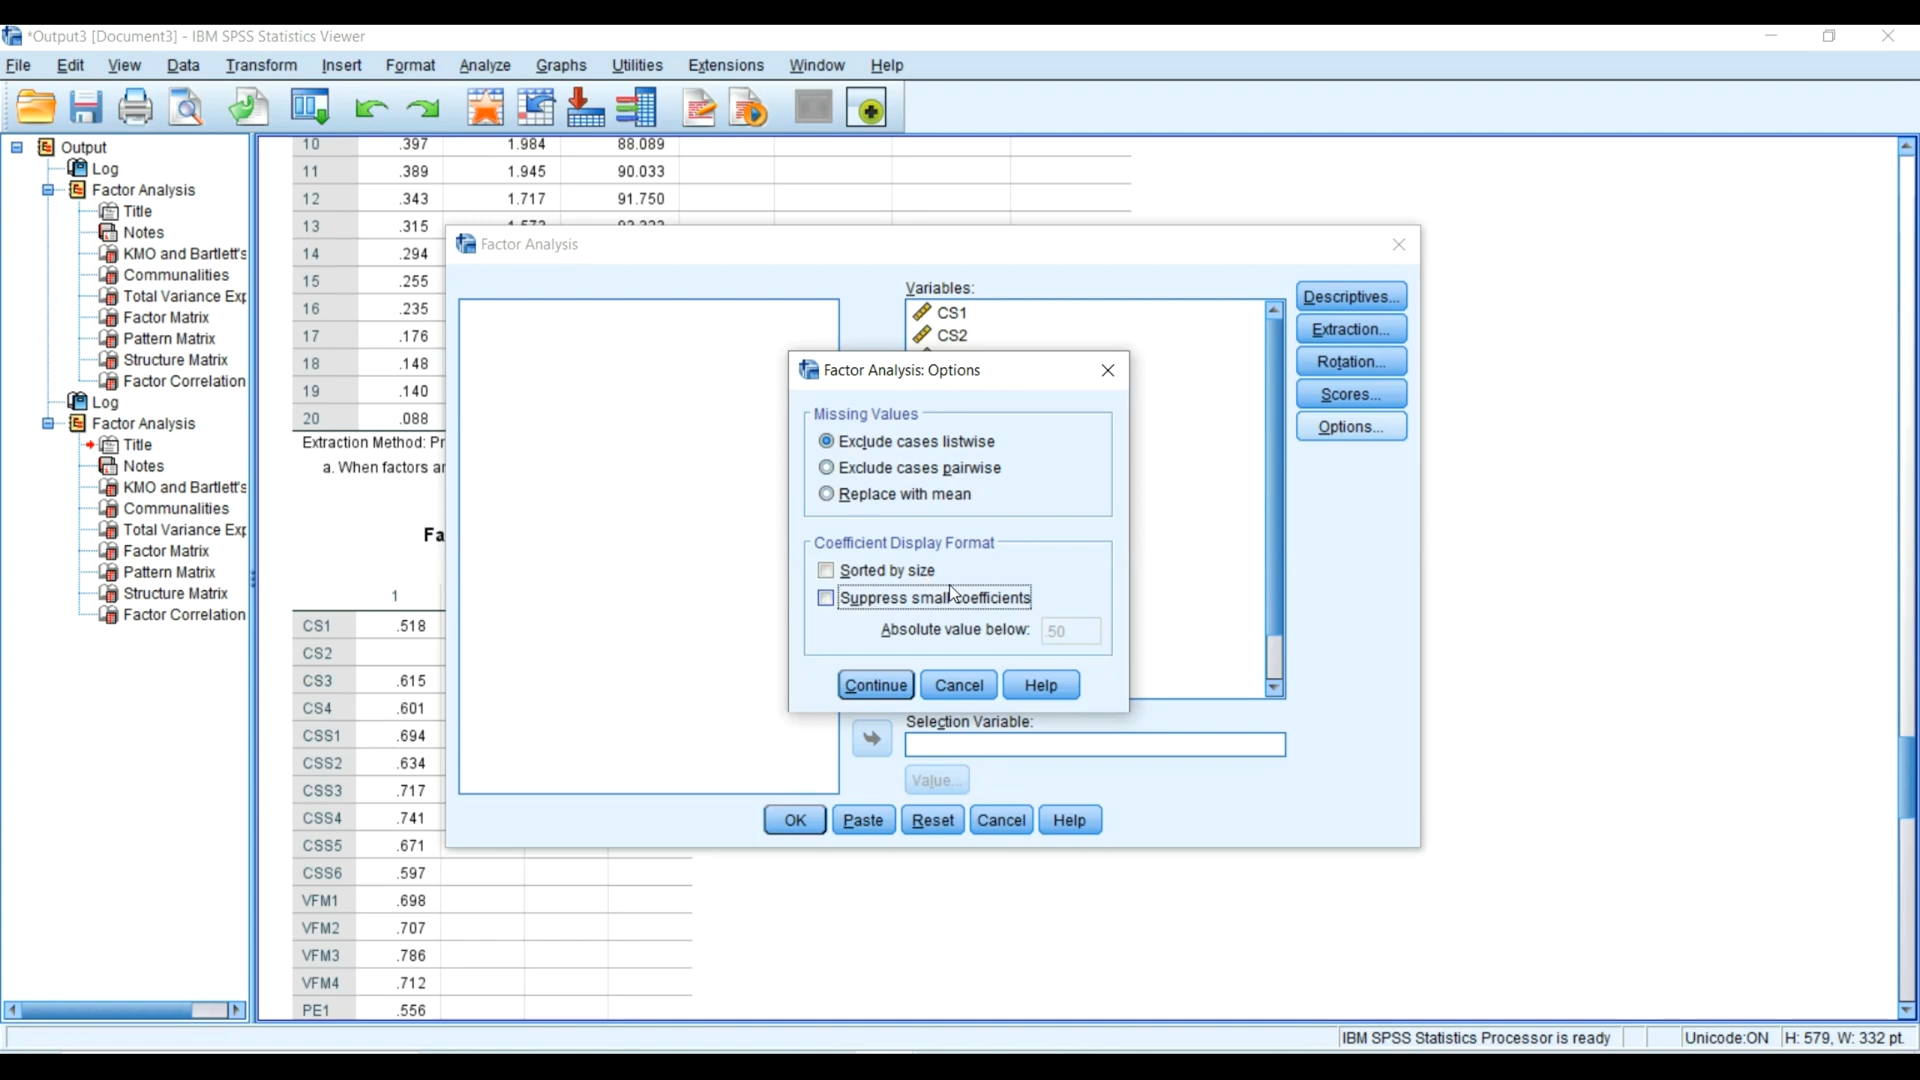 *Output3 [Document3] - IBM SPSS Statistics Viewer
File Edit View Data Transform Insert Format Analyze Graphs Utilities Extensions Window Help
Output
Log
Factor Analysis
Title
Notes
KMO and Bartlett's
Communalities
Total Variance Exp
Factor Matrix
Pattern Matrix
Structure Matrix
Factor Correlation
Log
Factor Analysis
Title
Notes
KMO and Bartlett's
Communalities
Total Variance Exp
Factor Matrix
Pattern Matrix
Structure Matrix
Factor Correlation
10 .397 1.984 88.089
11 .389 1.945 90.033
12 .343 1.717 91.750
13 .315
14 .294
15 .255
16 .235
17 .176
18 .148
19 .140
20 .088
Extraction Method: Pr
a. When factors ar
Fa
1
CS1 .518
CS2
CS3 .615
CS4 .601
CSS1 .694
CSS2 .634
CSS3 .717
CSS4 .741
CSS5 .671
CSS6 .597
VFM1 .698
VFM2 .707
VFM3 .786
VFM4 .712
PE1 .556
Factor Analysis
Variables:
CS1
CS2
Descriptives...
Extraction...
Rotation...
Scores...
Options...
Selection Variable:
Value...
OK Paste Reset Cancel Help
Factor Analysis: Options
Missing Values
Exclude cases listwise
Exclude cases pairwise
Replace with mean
Coefficient Display Format
Sorted by size
Suppress small coefficients
Absolute value below: .50
Continue Cancel Help
IBM SPSS Statistics Processor is ready Unicode:ON H: 579, W: 332 pt.